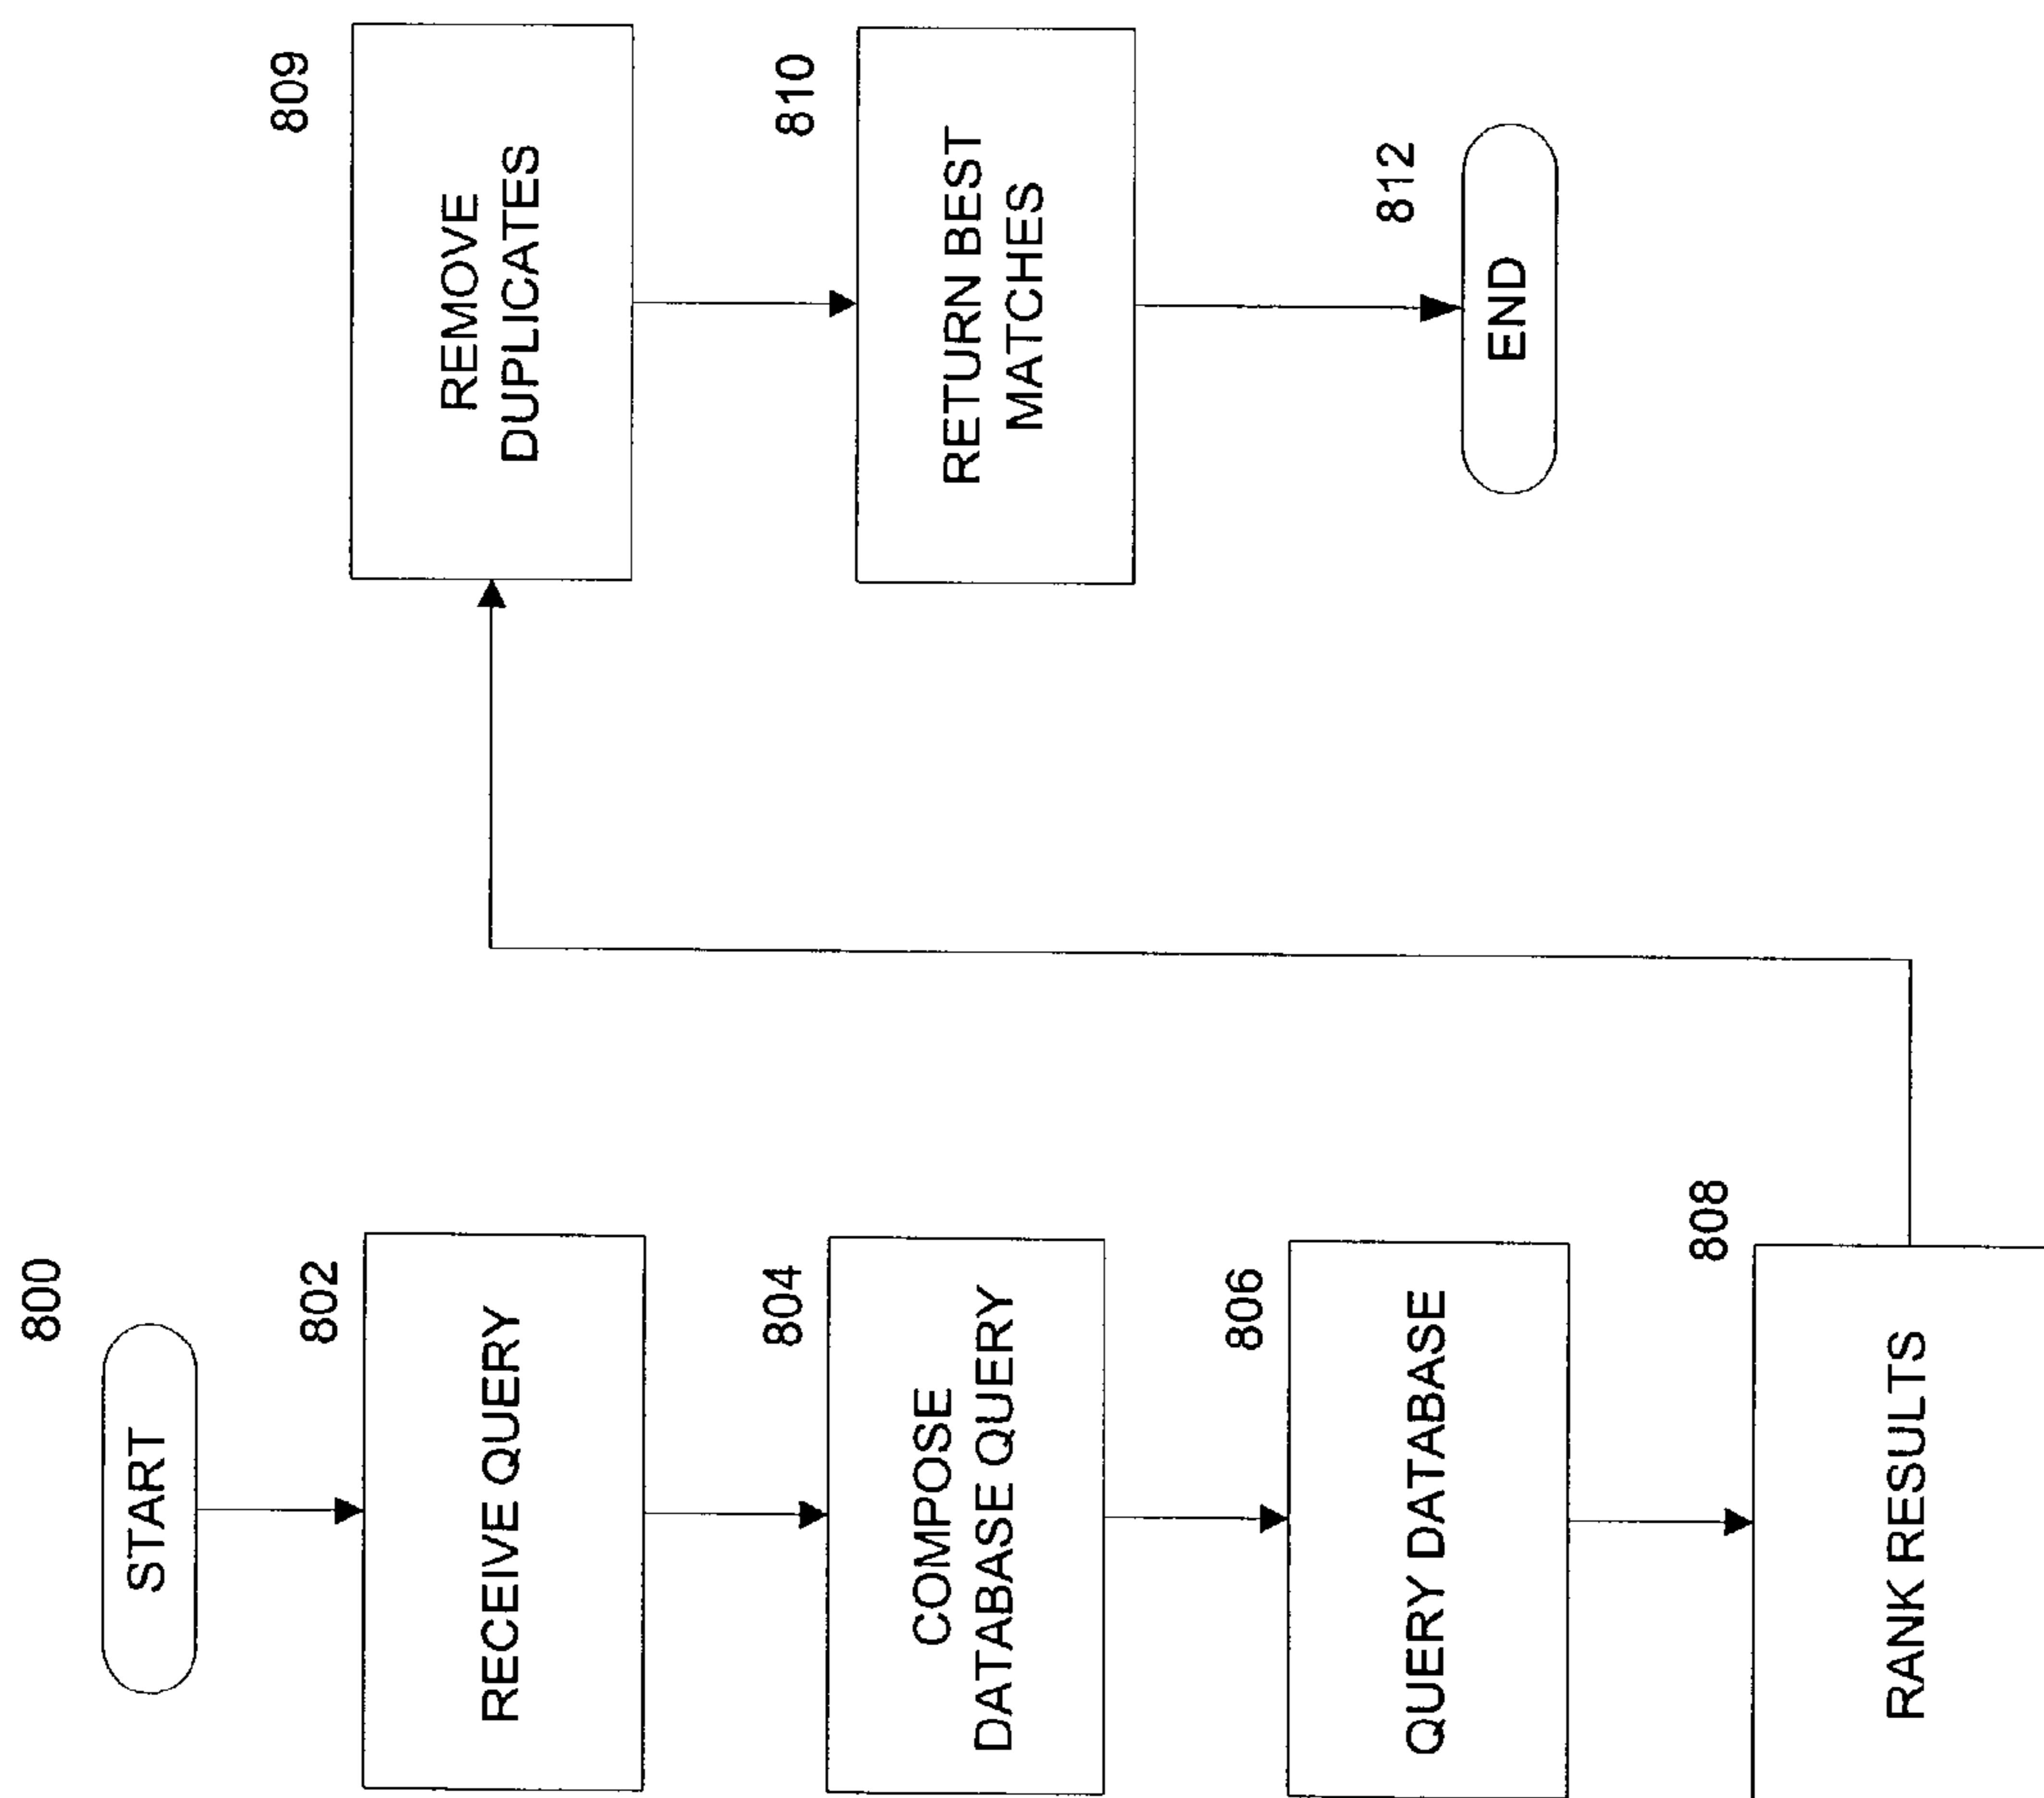 800
START
802
RECEIVE QUERY
804
COMPOSE
DATABASE QUERY
806
QUERY DATABASE
808
RANK RESULTS
809
REMOVE
DUPLICATES
810
RETURN BEST
MATCHES
812
END